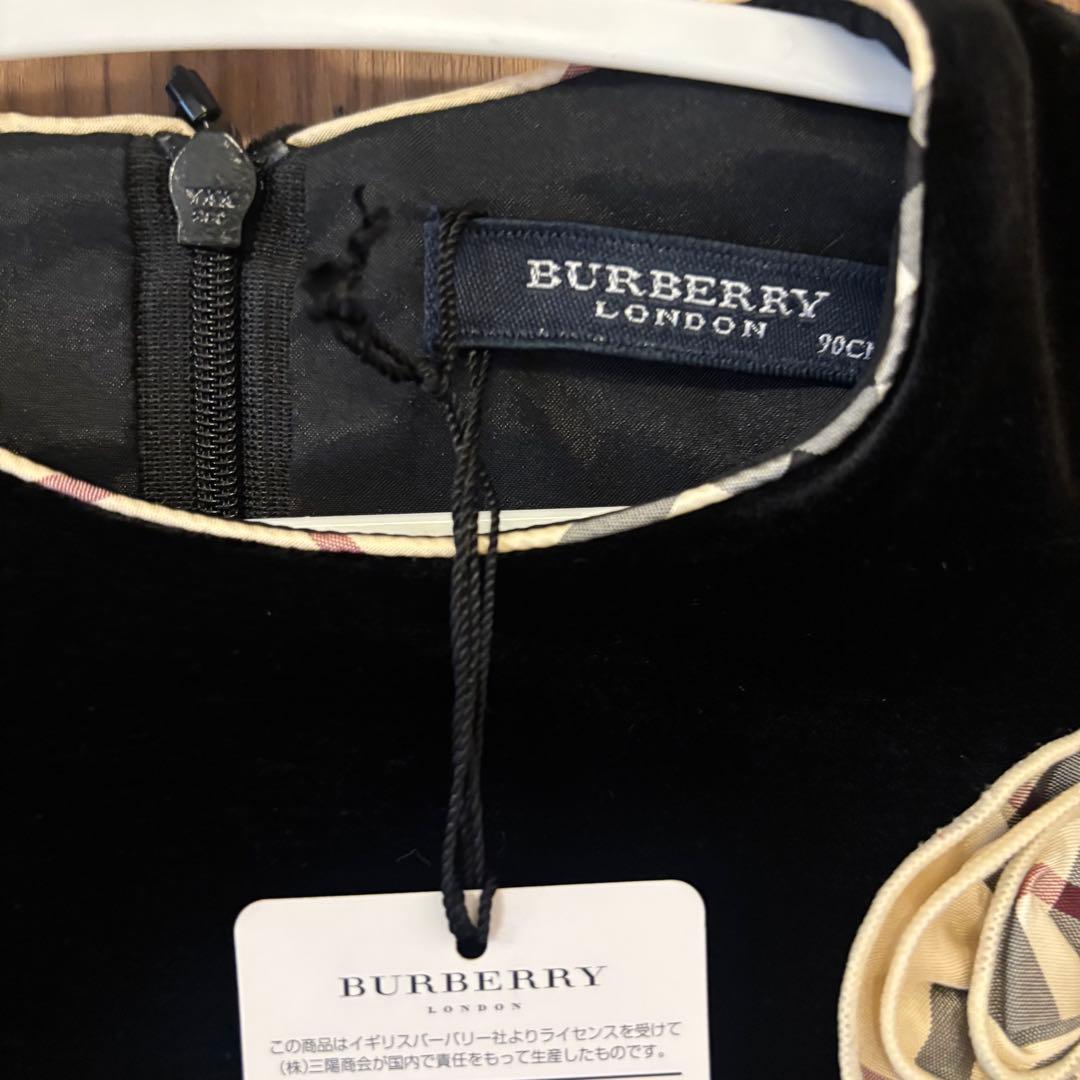 YKK
BURBERRY
LONDON
90C
BURBERRY
LONDON
この商品はイギリスバーバリー社よりライセンスを受けて
(株)三陽商会が国内で責任をもって生産したものです。